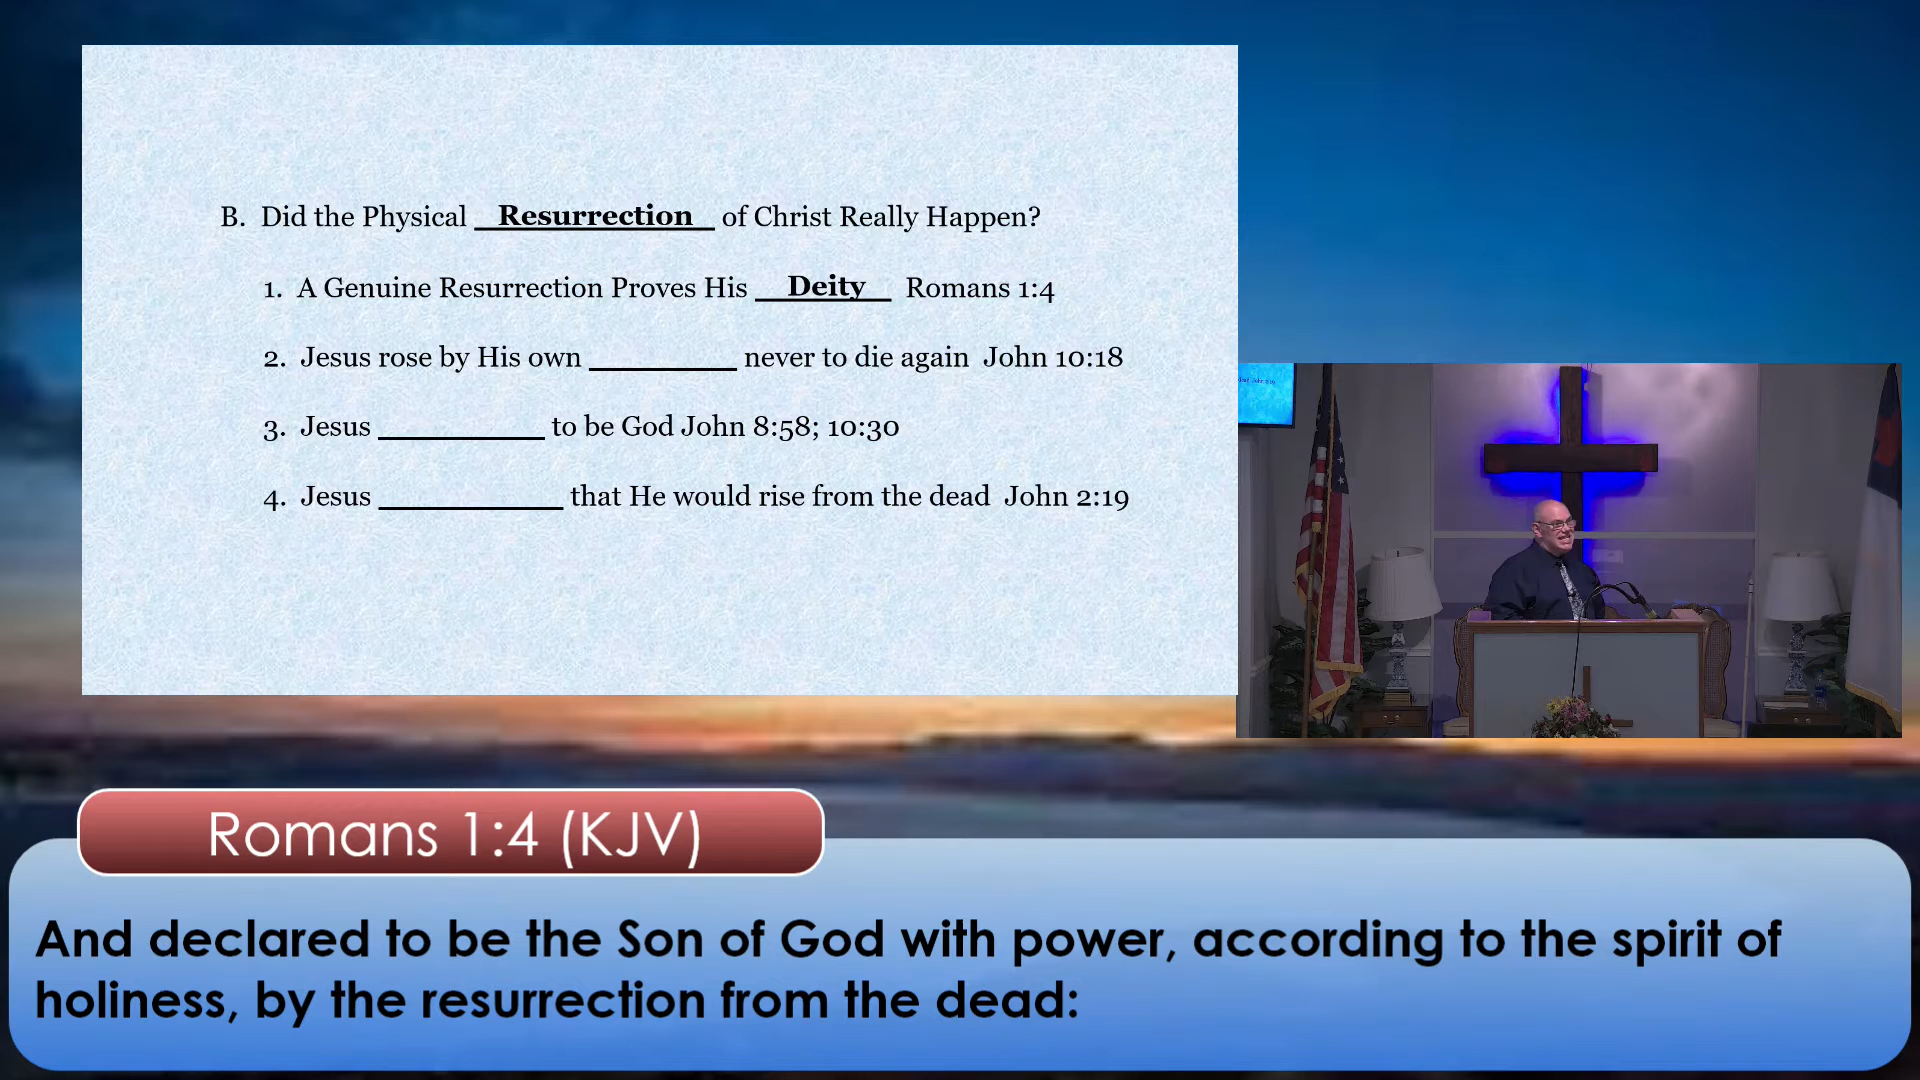 B. Did the Physical Resurrection of Christ Really Happen?
1. A Genuine Resurrection Proves His Deity Romans 1:4
2. Jesus rose by His own __________ never to die again John 10:18
3. Jesus ___________ to be God John 8:58; 10:30
4. Jesus ____________ that He would rise from the dead John 2:19
Romans 1:4 (KJV)
And declared to be the Son of God with power, according to the spirit of
holiness, by the resurrection from the dead: